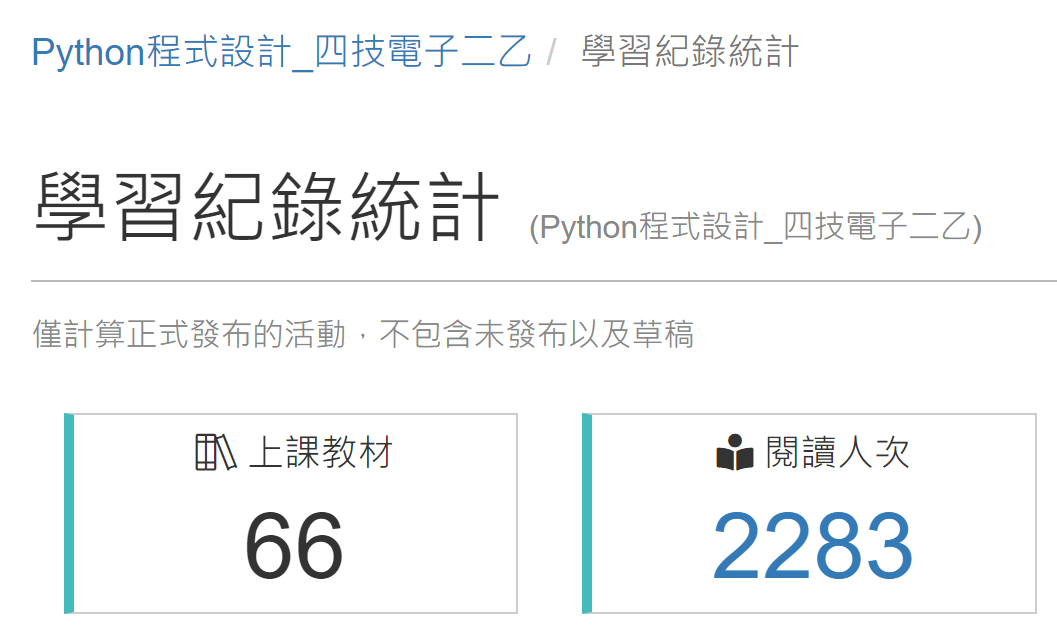 Python程式設計_四技電子二乙 / 學習紀錄統計
學習紀錄統計 (Python程式設計_四技電子二乙)
僅計算正式發布的活動，不包含未發布以及草稿
上課教材
66
閱讀人次
2283